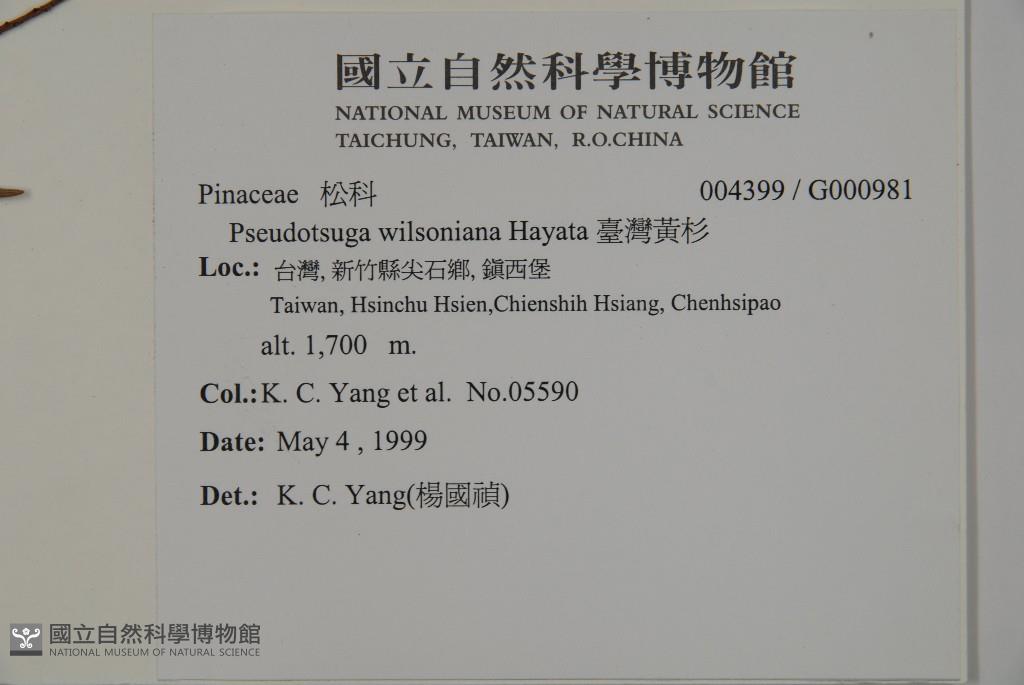 國立自然科學博物館
NATIONAL MUSEUM OF NATURAL SCIENCE
TAICHUNG, TAIWAN, R.O.CHINA
Pinaceae 松科 004399 / G000981
Pseudotsuga wilsoniana Hayata 臺灣黃杉
Loc.: 台灣, 新竹縣尖石鄉, 鎮西堡
Taiwan, Hsinchu Hsien,Chienshih Hsiang, Chenhsipao
alt. 1,700 m.
Col.: K. C. Yang et al. No.05590
Date: May 4 , 1999
Det.: K. C. Yang(楊國禎)
國立自然科學博物館
NATIONAL MUSEUM OF NATURAL SCIENCE